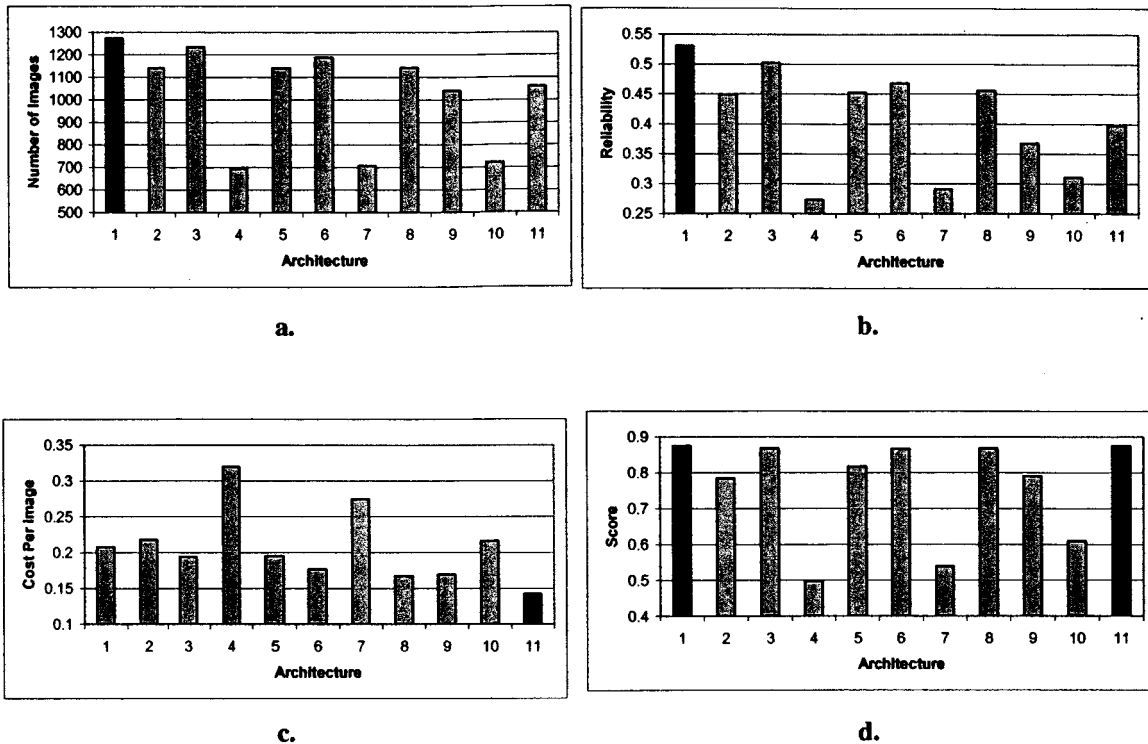 1300
1200
1100
1000
900
800
700
600
500
Number of Images
1 2 3 4 5 6 7 8 9 10 11
Architecture
a.
0.55
0.5
0.45
0.4
0.35
0.3
0.25
Reliability
1 2 3 4 5 6 7 8 9 10 11
Architecture
b.
0.35
0.3
0.25
0.2
0.15
0.1
Cost Per Image
1 2 3 4 5 6 7 8 9 10 11
Architecture
c.
0.9
0.8
0.7
0.6
0.5
0.4
Score
1 2 3 4 5 6 7 8 9 10 11
Architecture
d.